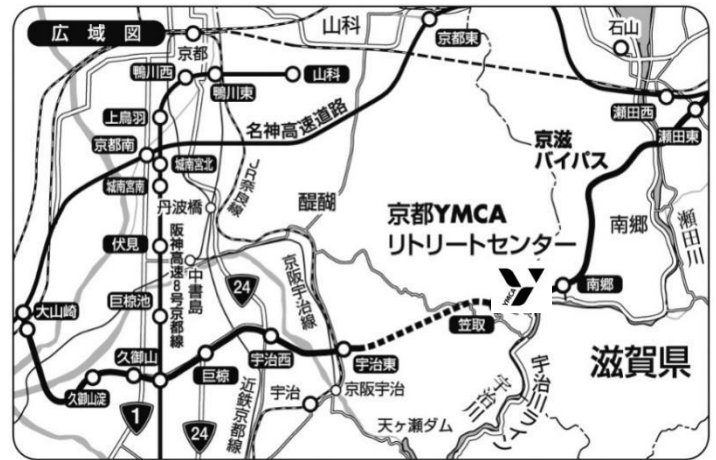 広域図
京都
山科
京都東
石山
鴨川西
鴨川東
山科
上鳥羽
名神高速道路
瀬田西
瀬田東
京都南
城南宮北
JR奈良線
京滋
バイパス
城南宮南
丹波橋
醍醐
京都YMCA
リトリートセンター
南郷
瀬田川
伏見
阪神高速8号京都線
中書島
24
京阪宇治線
YMCA
南郷
大山崎
巨椋池
笠取
久御山
巨椋
宇治西
宇治東
滋賀県
久御山淀
1
24
近鉄京都線
宇治
京阪宇治
天ヶ瀬ダム
宇治川
宇治川ライン